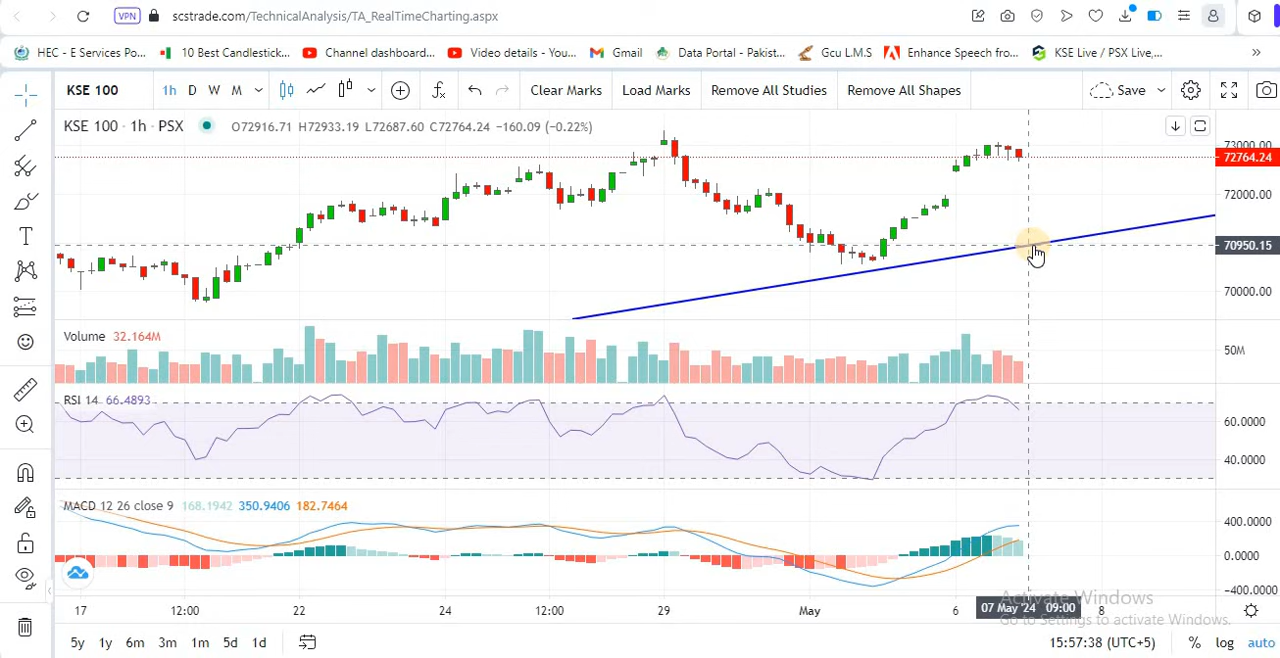 VPN scstrade.com/TechnicalAnalysis/TA_RealTimeCharting.aspx
HEC - E Services Po... 10 Best Candlestick... Channel dashboard... Video details - You... Gmail Data Portal - Pakist... Gcu L.M.S Enhance Speech fro... KSE Live / PSX Live,... »
KSE 100 1h D W M Clear Marks Load Marks Remove All Studies Remove All Shapes Save
KSE 100 · 1h · PSX O72916.71 H72933.19 L72687.60 C72764.24 −160.09 (−0.22%)
73000.00
72764.24
72000.00
70950.15
70000.00
Volume 32.164M
50M
RSI 14 66.4893
60.0000
40.0000
MACD 12 26 close 9 168.1942 350.9406 182.7464
400.0000
0.0000
−400.0000
17 12:00 22 24 12:00 29 May 6 07 May '24 09:00 8
Activate Windows
Go to Settings to activate Windows.
5y 1y 6m 3m 1m 5d 1d 15:57:38 (UTC+5) % log auto